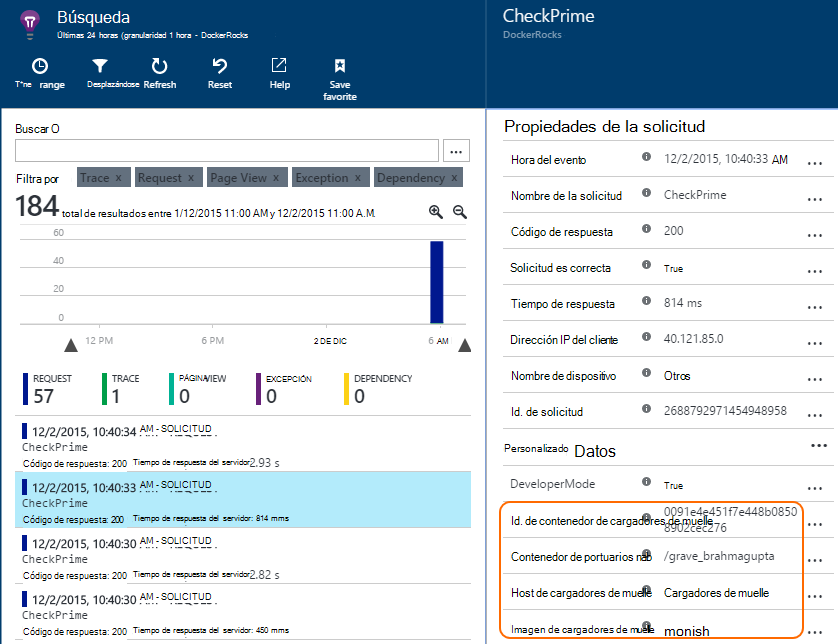 Búsqueda
Últimas 24 horas (granularidad 1 hora - DockerRocks
T"ne range
Desplazándose
Refresh
Reset
Help
Save favorite
Buscar O
...
Filtra por
Trace x
Request x
Page View x
Exception x
Dependency x
184 total de resultados entre 1/12/2015 11:00 AM y 12/2/2015 11:00 A.M.
60
40
20
0
12 PM
6 PM
2 DE DIC
6 AM
REQUEST
57
TRACE
1
PÁGINA VIEW
0
EXCEPCIÓN
0
DEPENDENCY
0
12/2/2015, 10:40:34 AM - SOLICITUD
CheckPrime
Código de respuesta: 200 Tiempo de respuesta del servidor2.93 s
12/2/2015, 10:40:33 AM - SOLICITUD
CheckPrime
Código de respuesta: 200 Tiempo de respuesta del servidor: 814 mms
12/2/2015, 10:40:30 AM - SOLICITUD
CheckPrime
Código de respuesta: 200 Tiempo de respuesta del servidor2.82 s
12/2/2015, 10:40:30 AM - SOLICITUD
CheckPrime
Código de respuesta: 200 Tiempo de respuesta del servidor: 450 mms
CheckPrime
DockerRocks
Propiedades de la solicitud
Hora del evento 12/2/2015, 10:40:33 AM ...
Nombre de la solicitud CheckPrime ...
Código de respuesta 200 ...
Solicitud es correcta True ...
Tiempo de respuesta 814 ms ...
Dirección IP del cliente 40.121.85.0 ...
Nombre de dispositivo Otros ...
Id. de solicitud 2688792971454948958 ...
Personalizado Datos ...
DeveloperMode True ...
Id. de contenedor de cargadores de muelle 0091e4e451f7e448b0850
8902cec276 ...
Contenedor de portuarios /grave_brahmagupta ...
Host de cargadores de muelle Cargadores de muelle ...
Imagen de cargadores de muelle monish ...